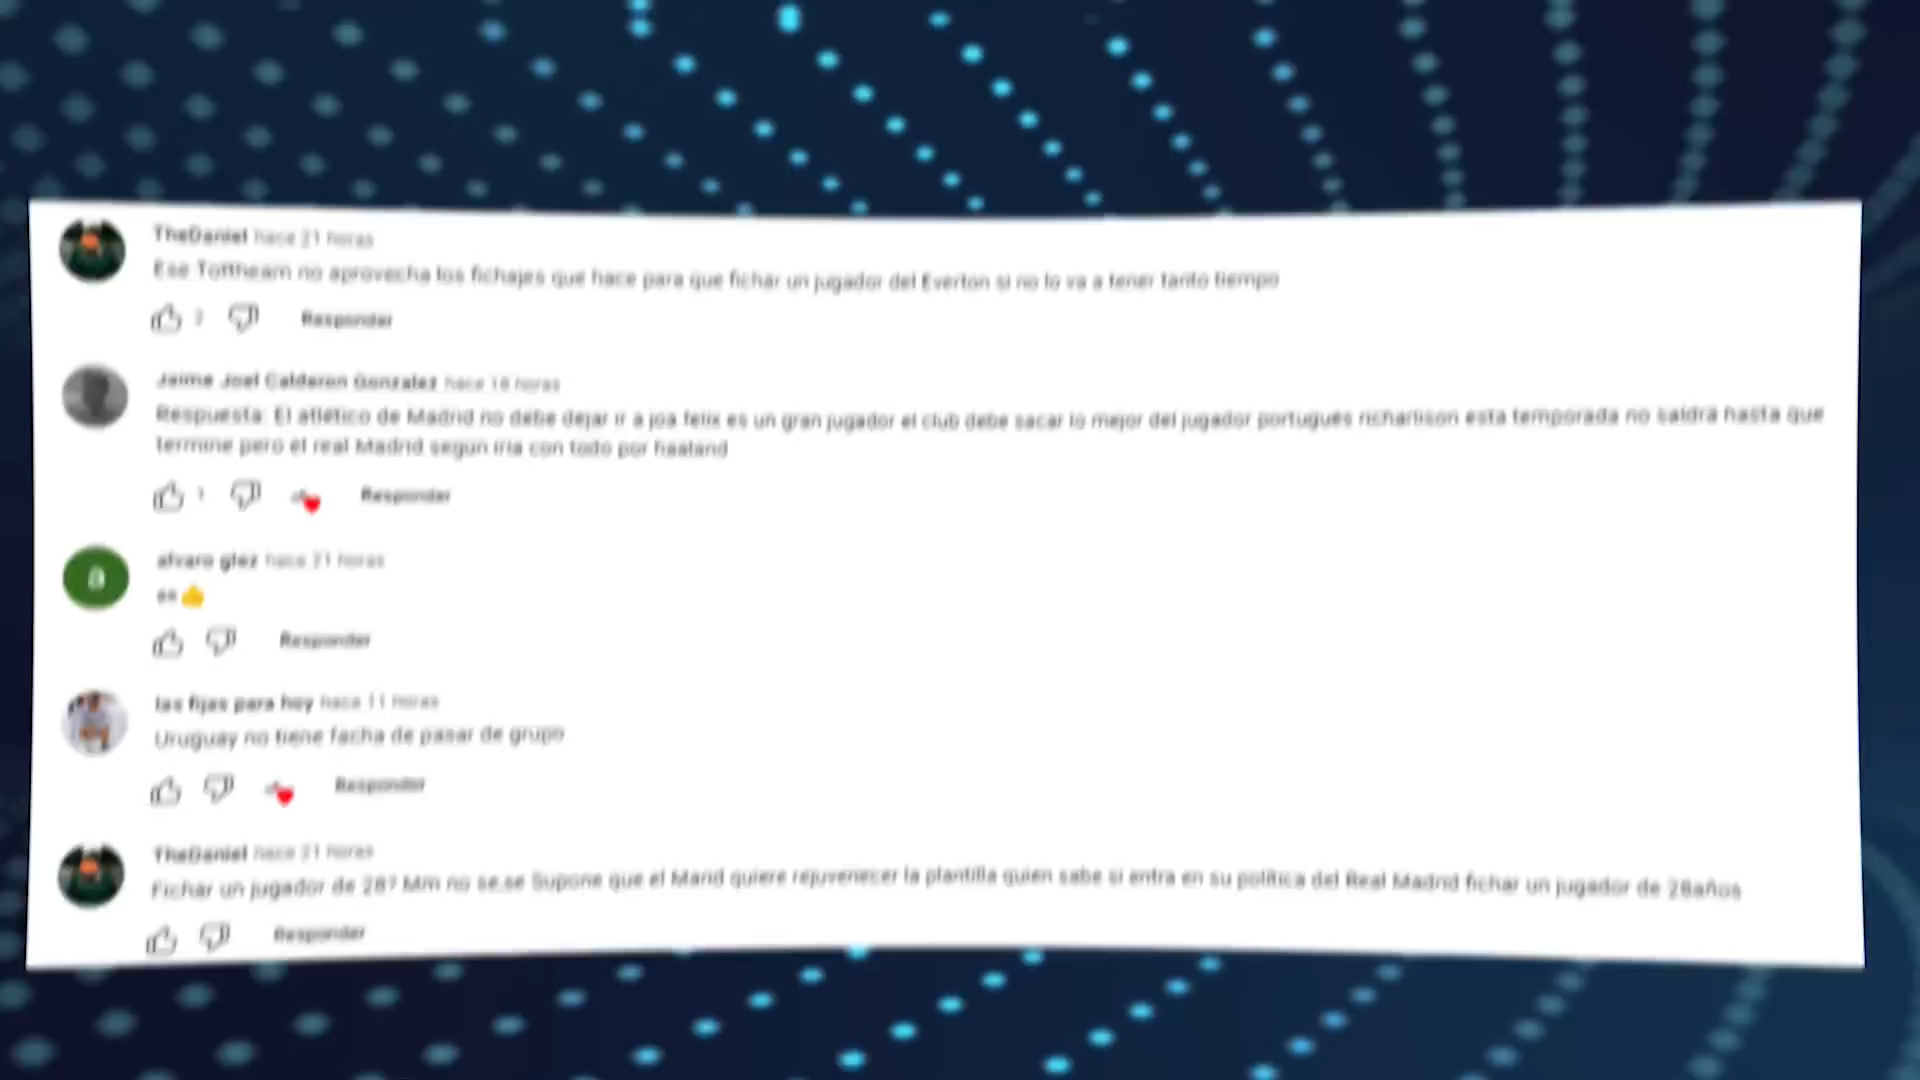 TheDaniel hace 21 horas
Ese Tottheam no aprovecha los fichajes que hace para que fichar un jugador del Everton si no lo va a tener tanto tiempo
2 Responder
Jaime Joel Calderon Gonzalez hace 18 horas
Respuesta: El atlético de Madrid no debe dejar ir a joa felix es un gran jugador el club debe sacar lo mejor del jugador portugués richarlison esta temporada no saldrá hasta que
termine pero el real Madrid segun iria con todo por haaland
1 Responder
a
alvaro glez hace 21 horas
👍
Responder
las fijas para hoy hace 11 horas
Uruguay no tiene facha de pasar de grupo
Responder
TheDaniel hace 21 horas
Fichar un jugador de 28? Mm no se,se Supone que el Marid quiere rejuvenecer la plantilla quien sabe si entra en su política del Real Madrid fichar un jugador de 28años
Responder